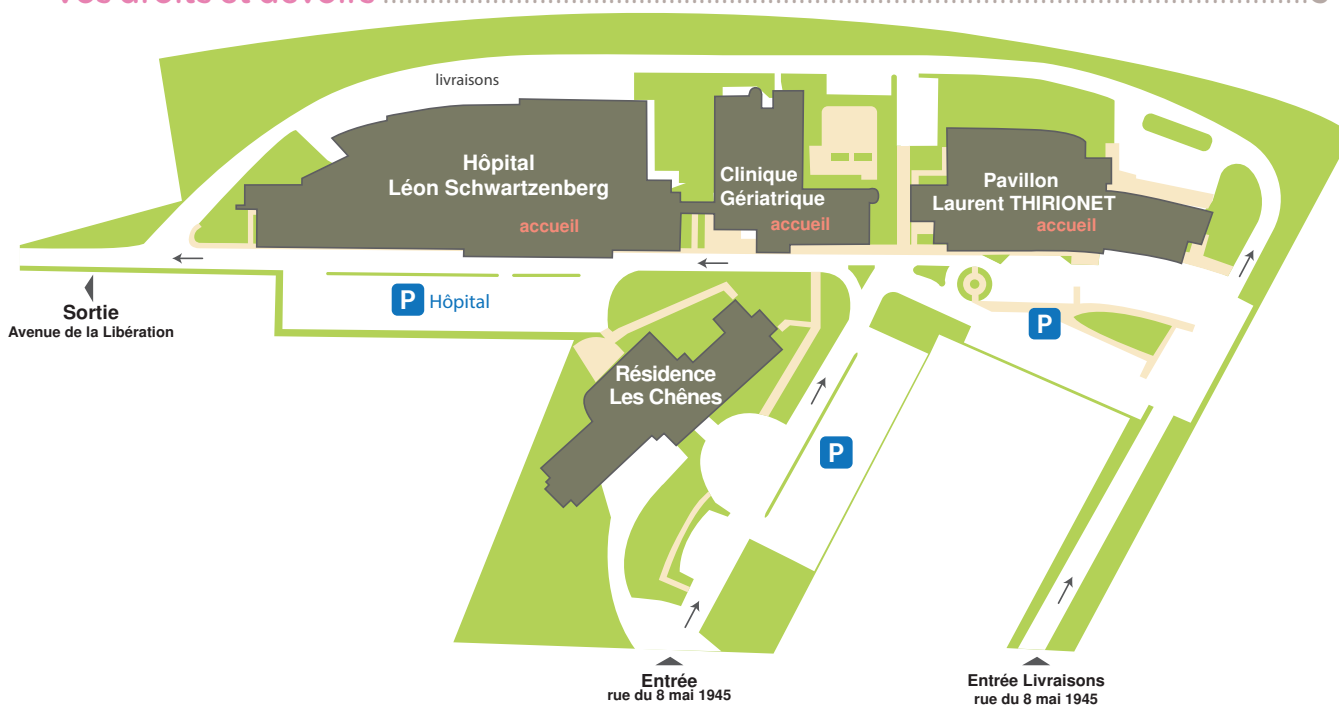 livraisons
Hôpital
Léon Schwartzenberg
accueil
Clinique
Gériatrique
accueil
Pavillon
Laurent THIRIONET
accueil
P Hôpital
Sortie
Avenue de la Libération
P
Résidence
Les Chênes
P
Entrée
rue du 8 mai 1945
Entrée Livraisons
rue du 8 mai 1945